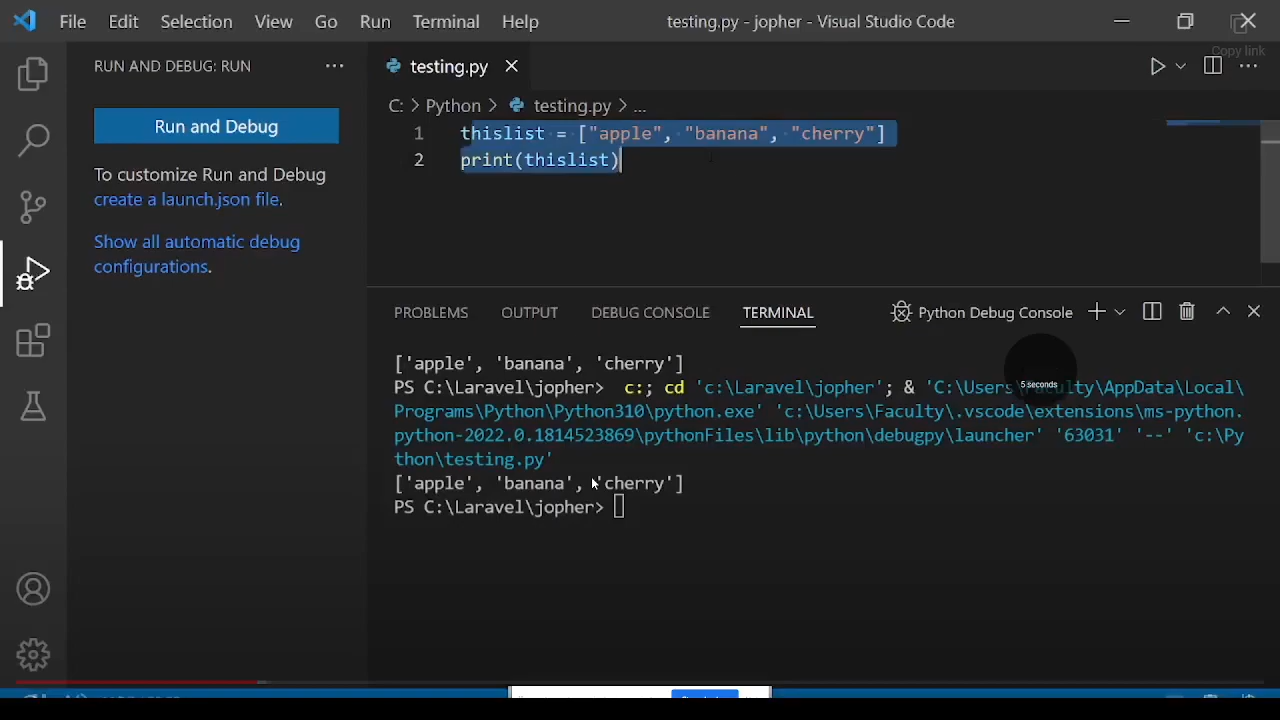 File Edit Selection View Go Run Terminal Help testing.py - jopher - Visual Studio Code
Copy link
RUN AND DEBUG: RUN
testing.py
C: > Python > testing.py > ...
Run and Debug
1 thislist = ["apple", "banana", "cherry"]
2 print(thislist)
To customize Run and Debug
create a launch.json file.
Show all automatic debug
configurations.
PROBLEMS OUTPUT DEBUG CONSOLE TERMINAL Python Debug Console
['apple', 'banana', 'cherry']
5 seconds
PS C:\Laravel\jopher> c:; cd 'c:\Laravel\jopher'; & 'C:\Users\Faculty\AppData\Local\
Programs\Python\Python310\python.exe' 'c:\Users\Faculty\.vscode\extensions\ms-python.
python-2022.0.1814523869\pythonFiles\lib\python\debugpy\launcher' '63031' '--' 'c:\Py
thon\testing.py'
['apple', 'banana', 'cherry']
PS C:\Laravel\jopher>